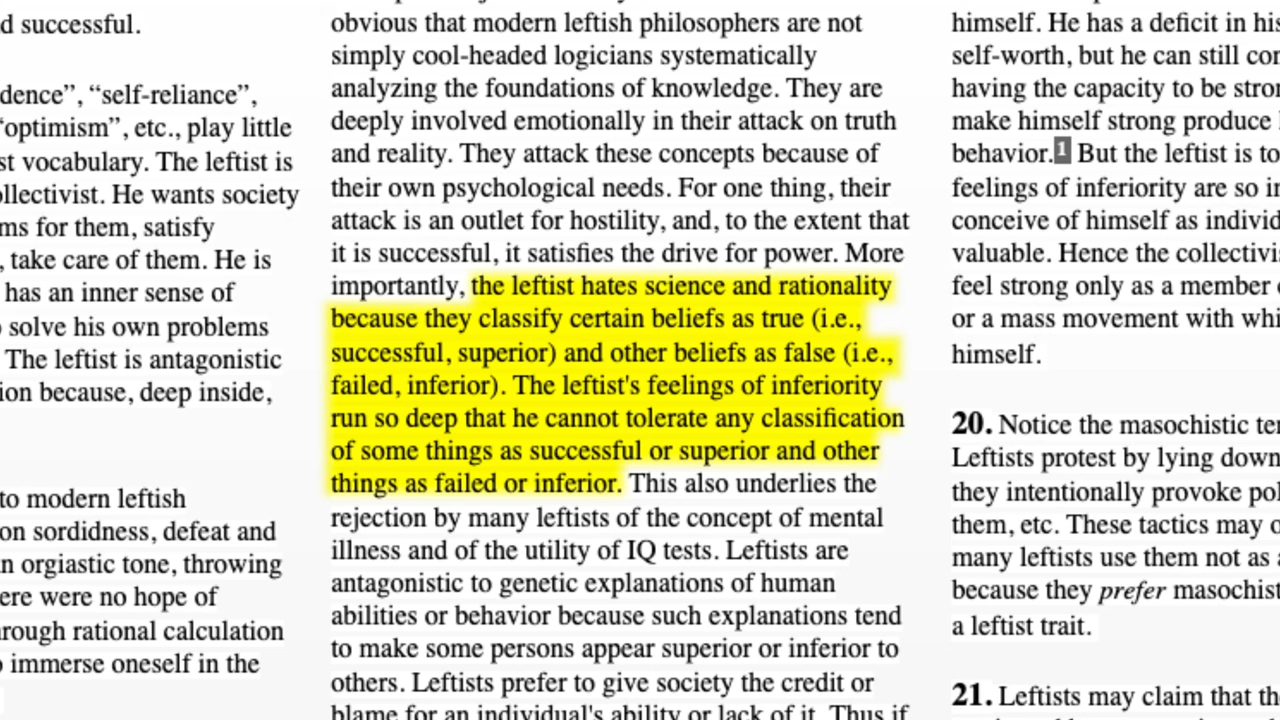 d successful.
dence”, “self-reliance”,
“optimism”, etc., play little
st vocabulary. The leftist is
ollectivist. He wants society
ms for them, satisfy
, take care of them. He is
has an inner sense of
o solve his own problems
The leftist is antagonistic
ion because, deep inside,
to modern leftish
on sordidness, defeat and
n orgiastic tone, throwing
ere were no hope of
rough rational calculation
o immerse oneself in the
obvious that modern leftish philosophers are not
simply cool-headed logicians systematically
analyzing the foundations of knowledge. They are
deeply involved emotionally in their attack on truth
and reality. They attack these concepts because of
their own psychological needs. For one thing, their
attack is an outlet for hostility, and, to the extent that
it is successful, it satisfies the drive for power. More
importantly, the leftist hates science and rationality
because they classify certain beliefs as true (i.e.,
successful, superior) and other beliefs as false (i.e.,
failed, inferior). The leftist's feelings of inferiority
run so deep that he cannot tolerate any classification
of some things as successful or superior and other
things as failed or inferior. This also underlies the
rejection by many leftists of the concept of mental
illness and of the utility of IQ tests. Leftists are
antagonistic to genetic explanations of human
abilities or behavior because such explanations tend
to make some persons appear superior or inferior to
others. Leftists prefer to give society the credit or
blame for an individual's ability or lack of it. Thus if
himself. He has a deficit in his
self-worth, but he can still con
having the capacity to be stron
make himself strong produce
behavior.1 But the leftist is to
feelings of inferiority are so in
conceive of himself as individ
valuable. Hence the collectivi
feel strong only as a member
or a mass movement with whi
himself.
20. Notice the masochistic te
Leftists protest by lying down
they intentionally provoke pol
them, etc. These tactics may o
many leftists use them not as a
because they prefer masochist
a leftist trait.
21. Leftists may claim that th